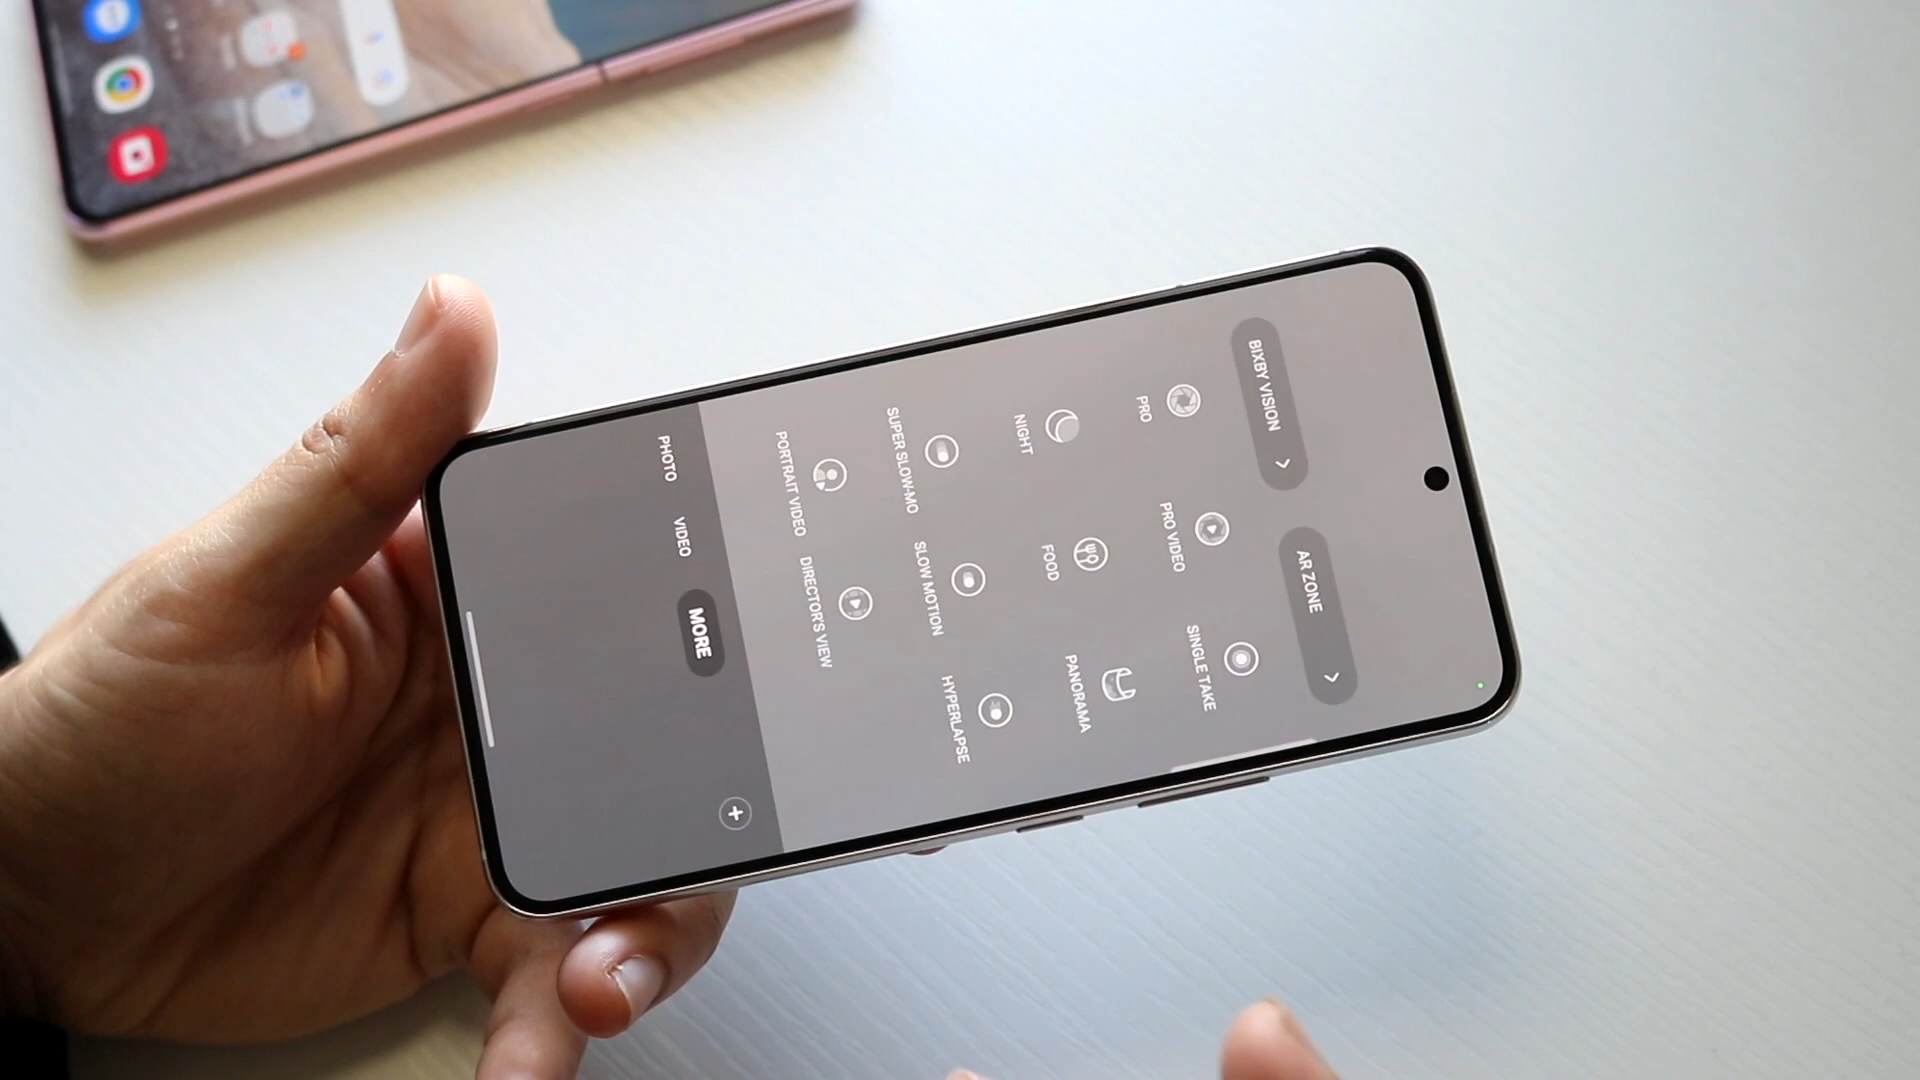 BIXBY VISION
AR ZONE
PRO
PRO VIDEO
SINGLE TAKE
NIGHT
FOOD
PANORAMA
SUPER SLOW-MO
SLOW MOTION
HYPERLAPSE
PORTRAIT VIDEO
DIRECTOR'S VIEW
PHOTO
VIDEO
MORE